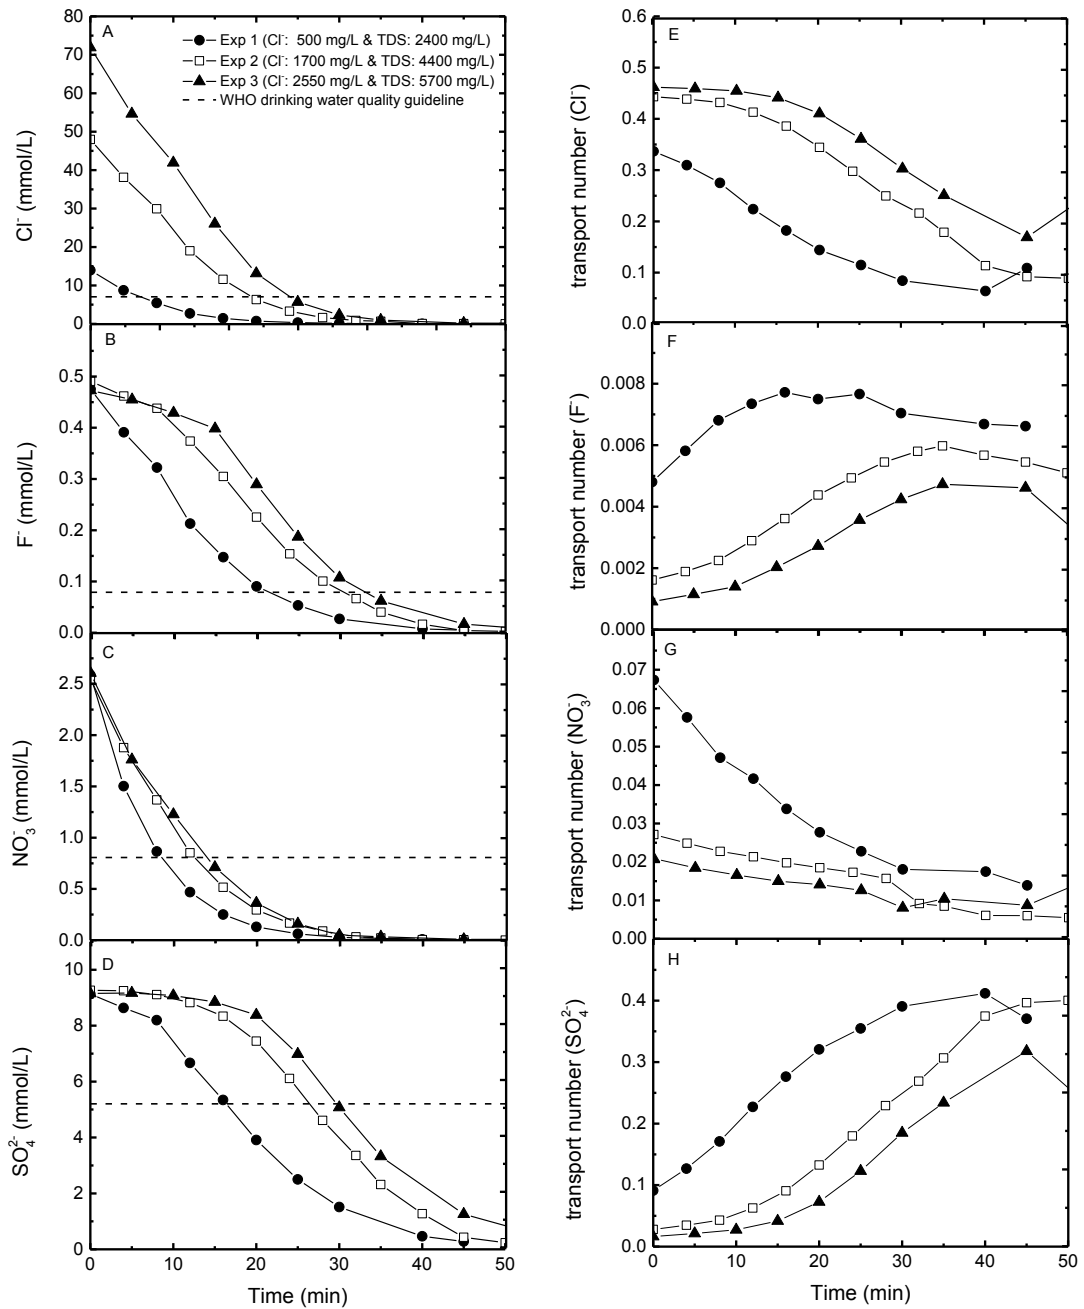 A
Exp 1 (Cl⁻: 500 mg/L & TDS: 2400 mg/L)
Exp 2 (Cl⁻: 1700 mg/L & TDS: 4400 mg/L)
Exp 3 (Cl⁻: 2550 mg/L & TDS: 5700 mg/L)
WHO drinking water quality guideline
80
70
60
50
40
30
20
10
0
Cl⁻ (mmol/L)
B
0.5
0.4
0.3
0.2
0.1
0.0
F⁻ (mmol/L)
C
2.5
2.0
1.5
1.0
0.5
0.0
NO₃⁻ (mmol/L)
D
10
8
6
4
2
0
SO₄²⁻ (mmol/L)
0 10 20 30 40 50
Time (min)
E
0.6
0.5
0.4
0.3
0.2
0.1
0.0
transport number (Cl⁻)
F
0.008
0.006
0.004
0.002
0.000
transport number (F⁻)
G
0.07
0.06
0.05
0.04
0.03
0.02
0.01
0.00
transport number (NO₃⁻)
H
0.4
0.3
0.2
0.1
0.0
transport number (SO₄²⁻)
0 10 20 30 40 50
Time (min)